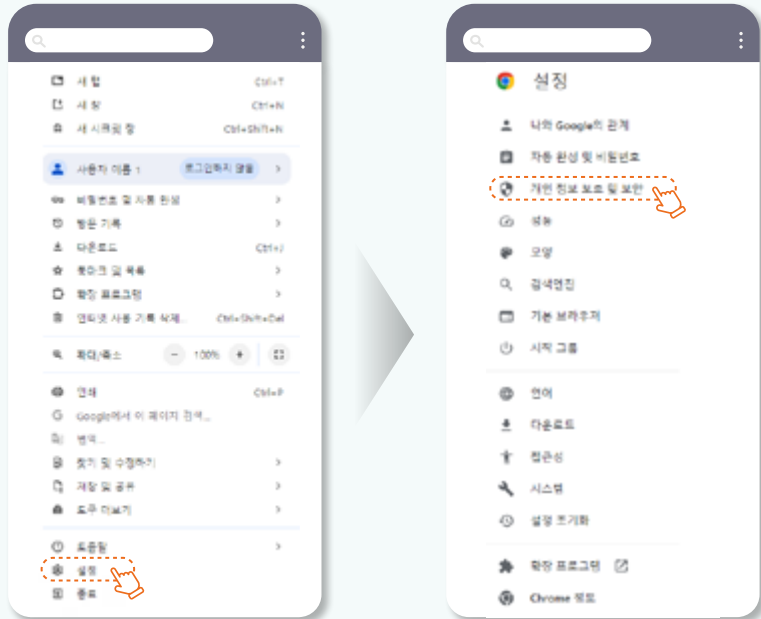 새 탭 Ctrl+T
새 창 Ctrl+N
새 시크릿 창 Ctrl+Shift+N
사용자 이름 1 로그인하지 않음
비밀번호 및 자동 완성
방문 기록
다운로드 Ctrl+J
북마크 및 목록
확장 프로그램
인터넷 사용 기록 삭제... Ctrl+Shift+Del
확대/축소 − 100% +
인쇄 Ctrl+P
Google에서 이 페이지 검색...
번역...
찾기 및 수정하기
저장 및 공유
도구 더보기
도움말
설정
종료
설정
나와 Google의 관계
자동 완성 및 비밀번호
개인 정보 보호 및 보안
성능
모양
검색엔진
기본 브라우저
시작 그룹
언어
다운로드
접근성
시스템
설정 초기화
확장 프로그램
Chrome 정보